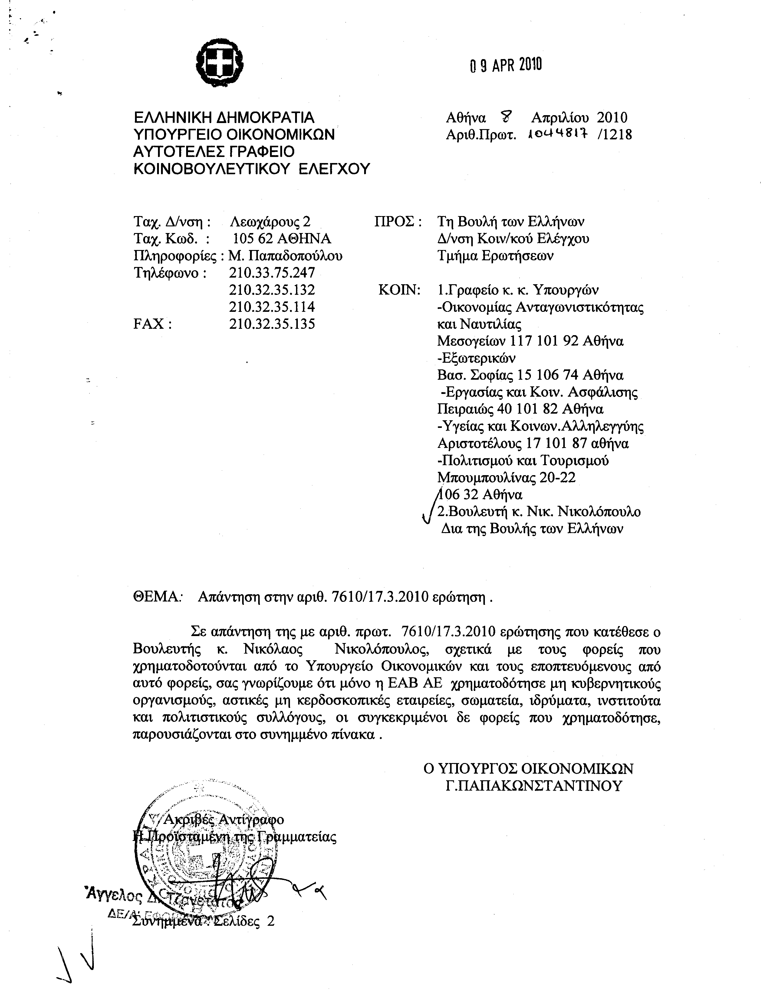 09 APR 2010
ΕΛΛΗΝΙΚΗ ΔΗΜΟΚΡΑΤΙΑ
ΥΠΟΥΡΓΕΙΟ ΟΙΚΟΝΟΜΙΚΩΝ
ΑΥΤΟΤΕΛΕΣ ΓΡΑΦΕΙΟ
ΚΟΙΝΟΒΟΥΛΕΥΤΙΚΟΥ ΕΛΕΓΧΟΥ
Αθήνα 8 Απριλίου 2010
Αριθ.Πρωτ. 1044817 /1218
Ταχ. Δ/νση : Λεωχάρους 2
Ταχ. Κωδ. : 105 62 ΑΘΗΝΑ
Πληροφορίες : Μ. Παπαδοπούλου
Τηλέφωνο : 210.33.75.247
210.32.35.132
210.32.35.114
FAX : 210.32.35.135
ΠΡΟΣ : Τη Βουλή των Ελλήνων
Δ/νση Κοιν/κού Ελέγχου
Τμήμα Ερωτήσεων
ΚΟΙΝ: 1.Γραφείο κ. κ. Υπουργών
-Οικονομίας Ανταγωνιστικότητας
και Ναυτιλίας
Μεσογείων 117 101 92 Αθήνα
-Εξωτερικών
Βασ. Σοφίας 15 106 74 Αθήνα
-Εργασίας και Κοιν. Ασφάλισης
Πειραιώς 40 101 82 Αθήνα
-Υγείας και Κοινων.Αλληλεγγύης
Αριστοτέλους 17 101 87 αθήνα
-Πολιτισμού και Τουρισμού
Μπουμπουλίνας 20-22
106 32 Αθήνα
2.Βουλευτή κ. Νικ. Νικολόπουλο
Δια της Βουλής των Ελλήνων
ΘΕΜΑ: Απάντηση στην αριθ. 7610/17.3.2010 ερώτηση .
Σε απάντηση της με αριθ. πρωτ. 7610/17.3.2010 ερώτησης που κατέθεσε ο
Βουλευτής κ. Νικόλαος Νικολόπουλος, σχετικά με τους φορείς που
χρηματοδοτούνται από το Υπουργείο Οικονομικών και τους εποπτευόμενους από
αυτό φορείς, σας γνωρίζουμε ότι μόνο η ΕΑΒ ΑΕ χρηματοδότησε μη κυβερνητικούς
οργανισμούς, αστικές μη κερδοσκοπικές εταιρείες, σωματεία, ιδρύματα, ινστιτούτα
και πολιτιστικούς συλλόγους, οι συγκεκριμένοι δε φορείς που χρηματοδότησε,
παρουσιάζονται στο συνημμένο πίνακα .
Ο ΥΠΟΥΡΓΟΣ ΟΙΚΟΝΟΜΙΚΩΝ
Γ.ΠΑΠΑΚΩΝΣΤΑΝΤΙΝΟΥ
Ακριβές Αντίγραφο
Η Προϊσταμένη της Γραμματείας
Άγγελος
ΔΕ/Α'
Συνημμένα : Σελίδες 2